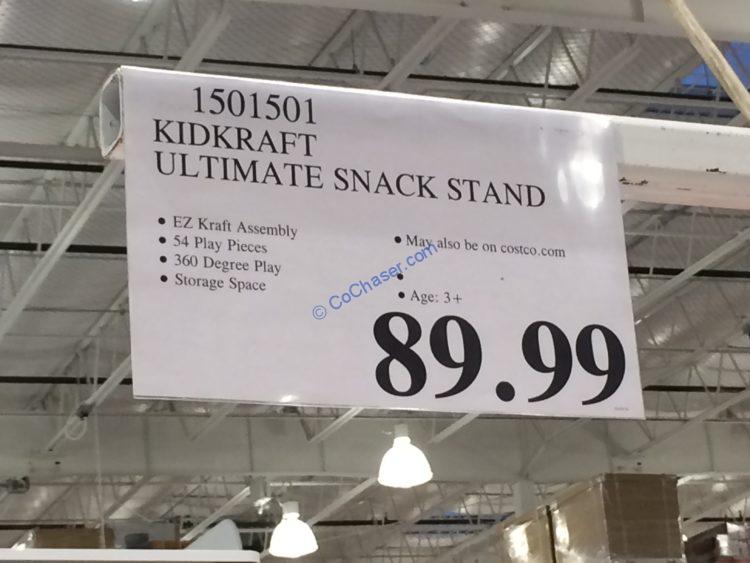 1501501
KIDKRAFT
ULTIMATE SNACK STAND
• EZ Kraft Assembly
• 54 Play Pieces
• 360 Degree Play
• Storage Space
• May also be on costco.com
•
• Age: 3+
© CoChaser.com
89.99